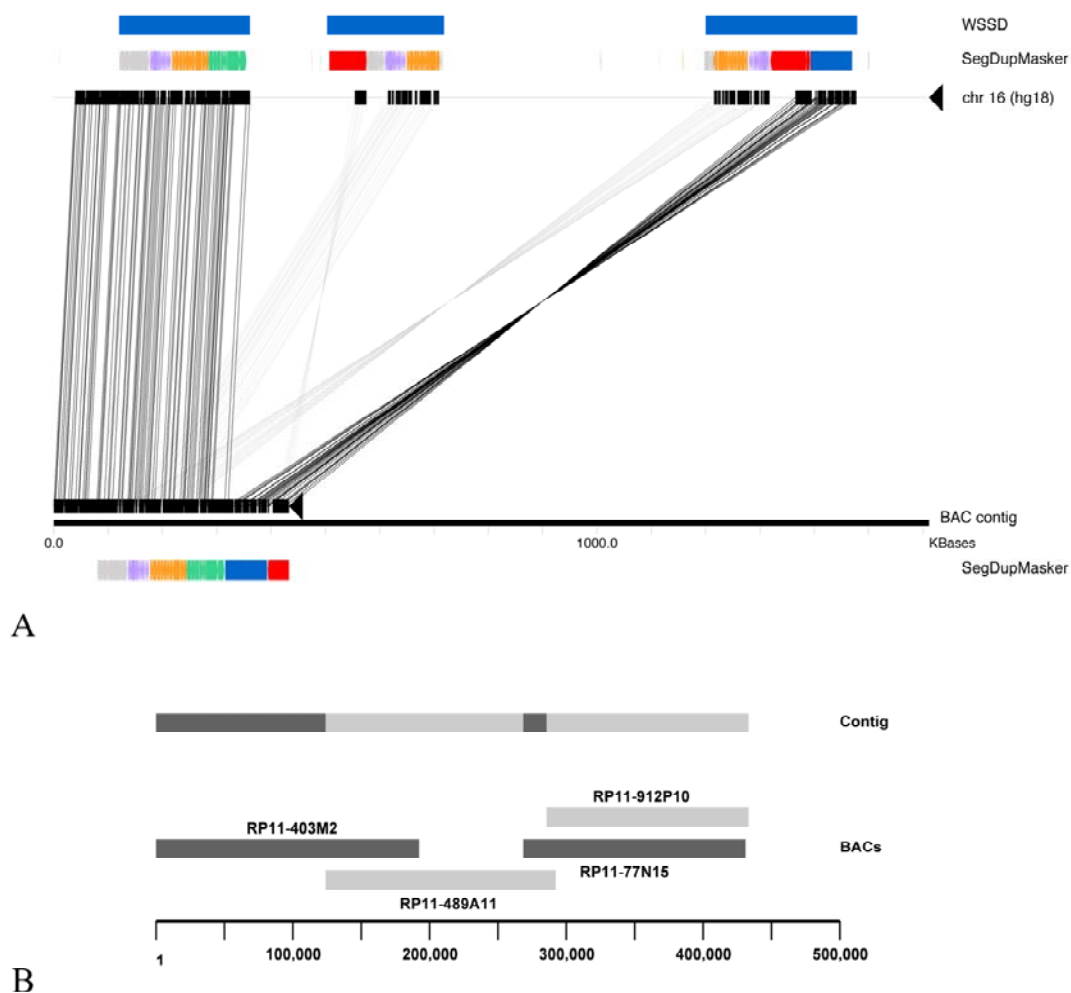 WSSD
SegDupMasker
chr 16 (hg18)
BAC contig
0.0 1000.0 KBases
SegDupMasker
A
Contig
RP11-912P10
RP11-403M2
BACs
RP11-77N15
RP11-489A11
1 100,000 200,000 300,000 400,000 500,000
B